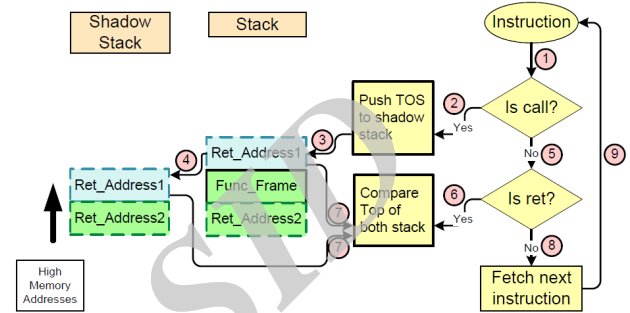 Shadow
Stack
Stack
Instruction
1
Is call?
2
Yes
Push TOS
to shadow
stack
3
4
Ret_Address1
Func_Frame
Ret_Address2
Ret_Address1
Ret_Address2
No
5
9
Is ret?
6
Yes
Compare
Top of
both stack
7
7
No
8
Fetch next
instruction
High
Memory
Addresses
SID